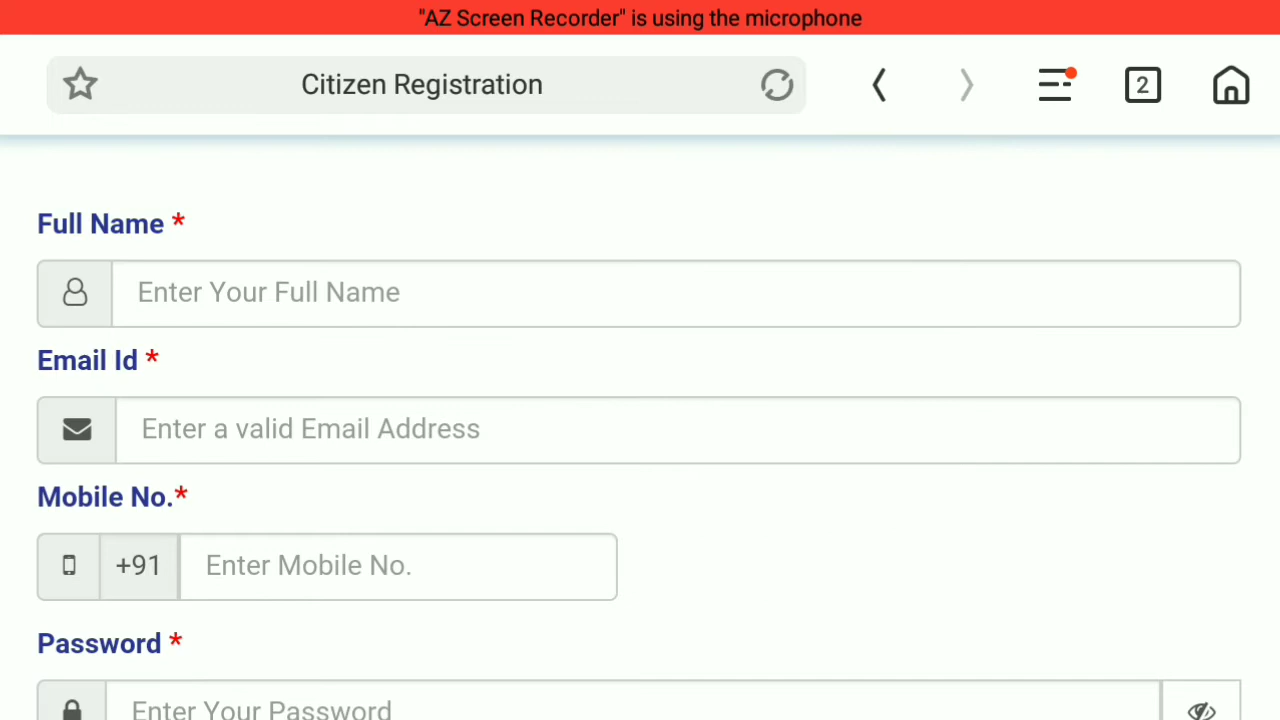 "AZ Screen Recorder" is using the microphone
Citizen Registration
2
Full Name *
Enter Your Full Name
Email Id *
Enter a valid Email Address
Mobile No.*
+91
Enter Mobile No.
Password *
Enter Your Password